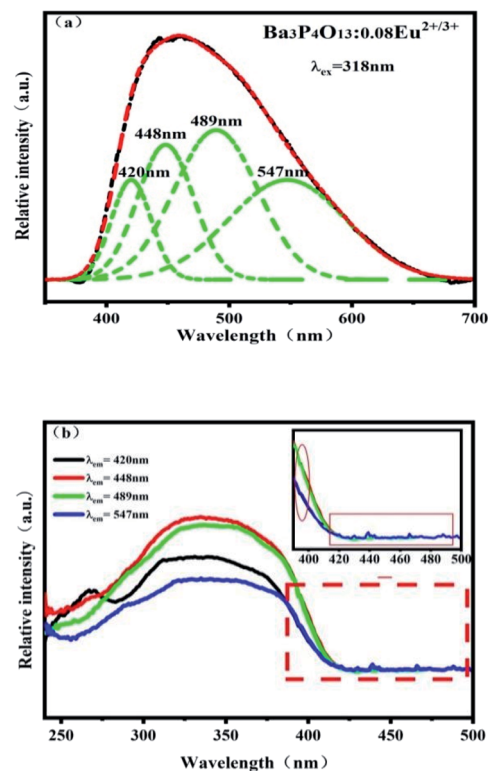 (a)
Ba3P4O13:0.08Eu2+/3+
λex=318nm
489nm
448nm
420nm
547nm
Relative intensity (a.u.)
400 500 600 700
Wavelength (nm)
(b)
λem= 420nm
λem= 448nm
λem= 489nm
λem= 547nm
400 420 440 460 480 500
Relative intensity (a.u.)
250 300 350 400 450 500
Wavelength (nm)